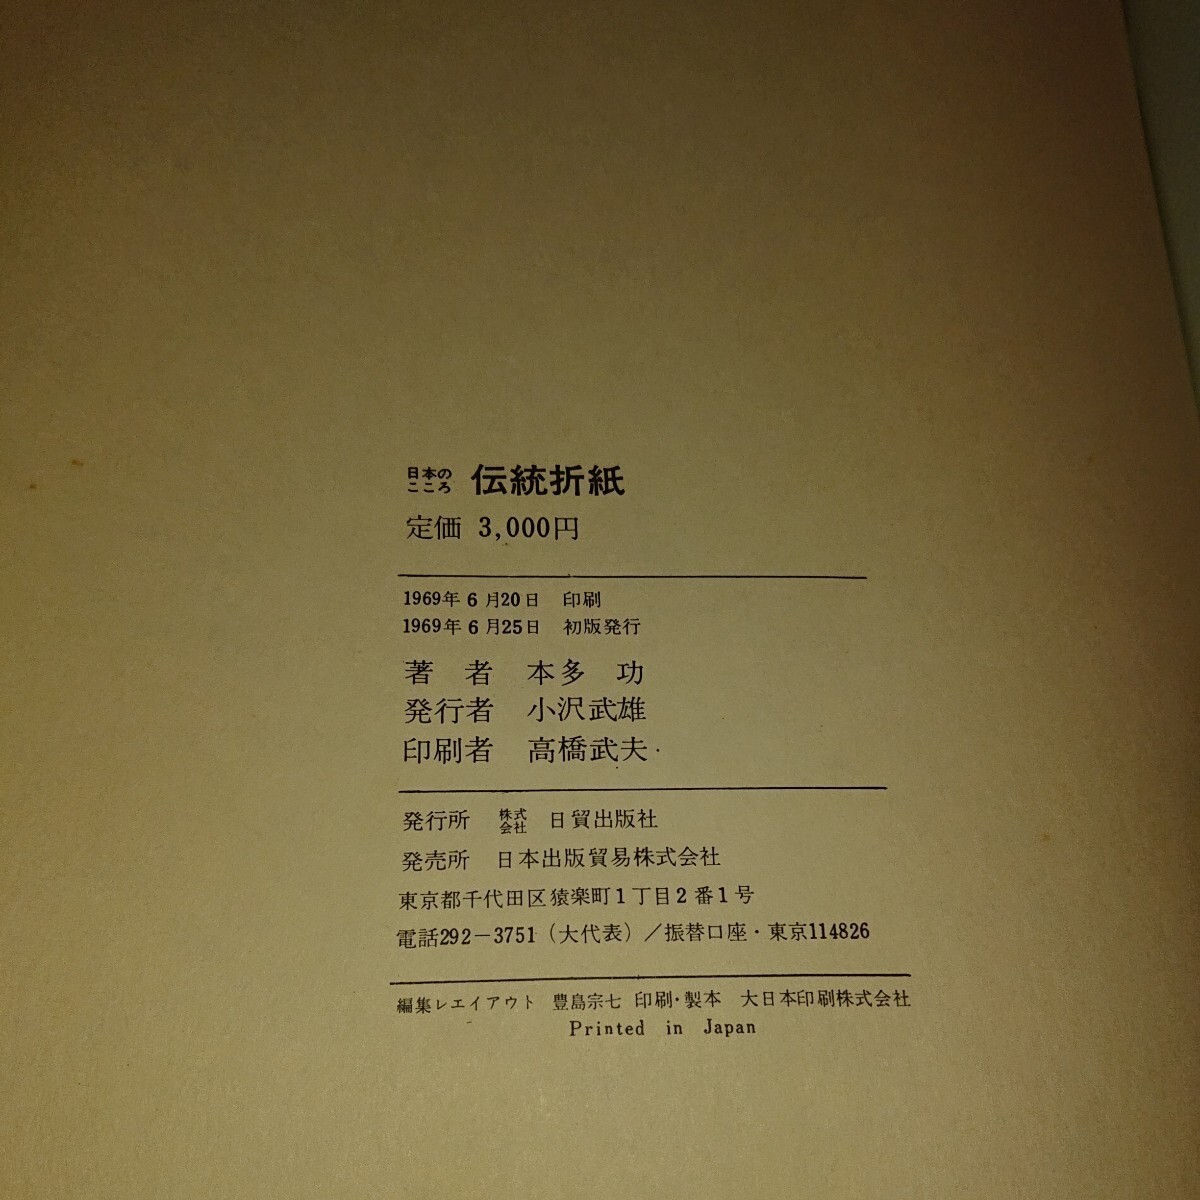 日本のこころ 伝統折紙
定価 3,000円
1969年6月20日 印刷
1969年6月25日 初版発行
著者 本多功
発行者 小沢武雄
印刷者 高橋武夫
発行所 株式会社 日貿出版社
発売所 日本出版貿易株式会社
東京都千代田区猿楽町1丁目2番1号
電話292-3751(大代表)/振替口座・東京114826
編集レエイアウト 豊島宗七 印刷・製本 大日本印刷株式会社
Printed in Japan